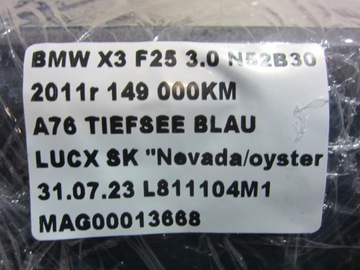 BMW X3 F25 3.0 N52B30
2011r 149 000KM
A76 TIEFSEE BLAU
LUCX SK "Nevada/oyster
31.07.23 L811104M1
MAG00013668